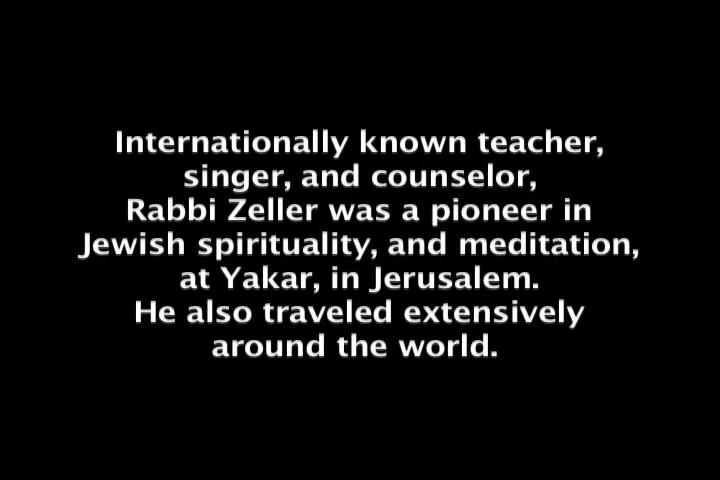 Internationally known teacher,
singer, and counselor,
Rabbi Zeller was a pioneer in
Jewish spirituality, and meditation,
at Yakar, in Jerusalem.
He also traveled extensively
around the world.